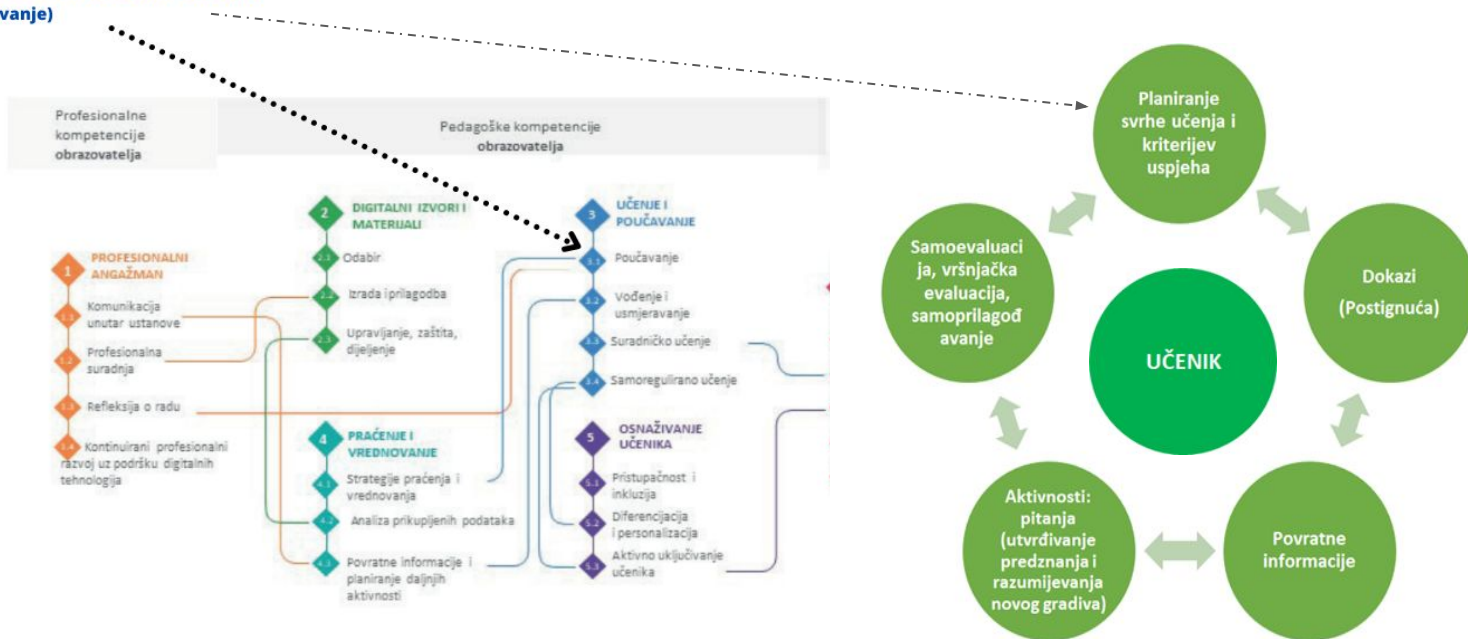 vanje)
Profesionalne
kompetencije
obrazovatelja
Pedagoške kompetencije
obrazovatelja
1
PROFESIONALNI
ANGAŽMAN
1.1
Komunikacija
unutar ustanove
1.2
Profesionalna
suradnja
1.3
Refleksija o radu
1.4
Kontinuirani profesionalni
razvoj uz podršku digitalnih
tehnologija
2
DIGITALNI IZVORI I
MATERIJALI
2.1
Odabir
2.2
Izrada i prilagodba
2.3
Upravljanje, zaštita,
dijeljenje
3
UČENJE I
POUČAVANJE
3.1
Poučavanje
3.2
Vođenje i
usmjeravanje
3.3
Suradničko učenje
3.4
Samoregulirano učenje
4
PRAĆENJE I
VREDNOVANJE
4.1
Strategije praćenja i
vrednovanja
4.2
Analiza prikupljenih podataka
4.3
Povratne informacije i
planiranje daljnjih
aktivnosti
5
OSNAŽIVANJE
UČENIKA
5.1
Pristupačnost i
inkluzija
5.2
Diferencijacija
i personalizacija
5.3
Aktivno uključivanje
učenika
Planiranje
svrhe učenja i
kriterijev
uspjeha
Dokazi
(Postignuća)
Povratne
informacije
Aktivnosti:
pitanja
(utvrđivanje
predznanja i
razumijevanja
novog gradiva)
Samoevaluaci
ja, vršnjačka
evaluacija,
samoprilagođ
avanje
UČENIK